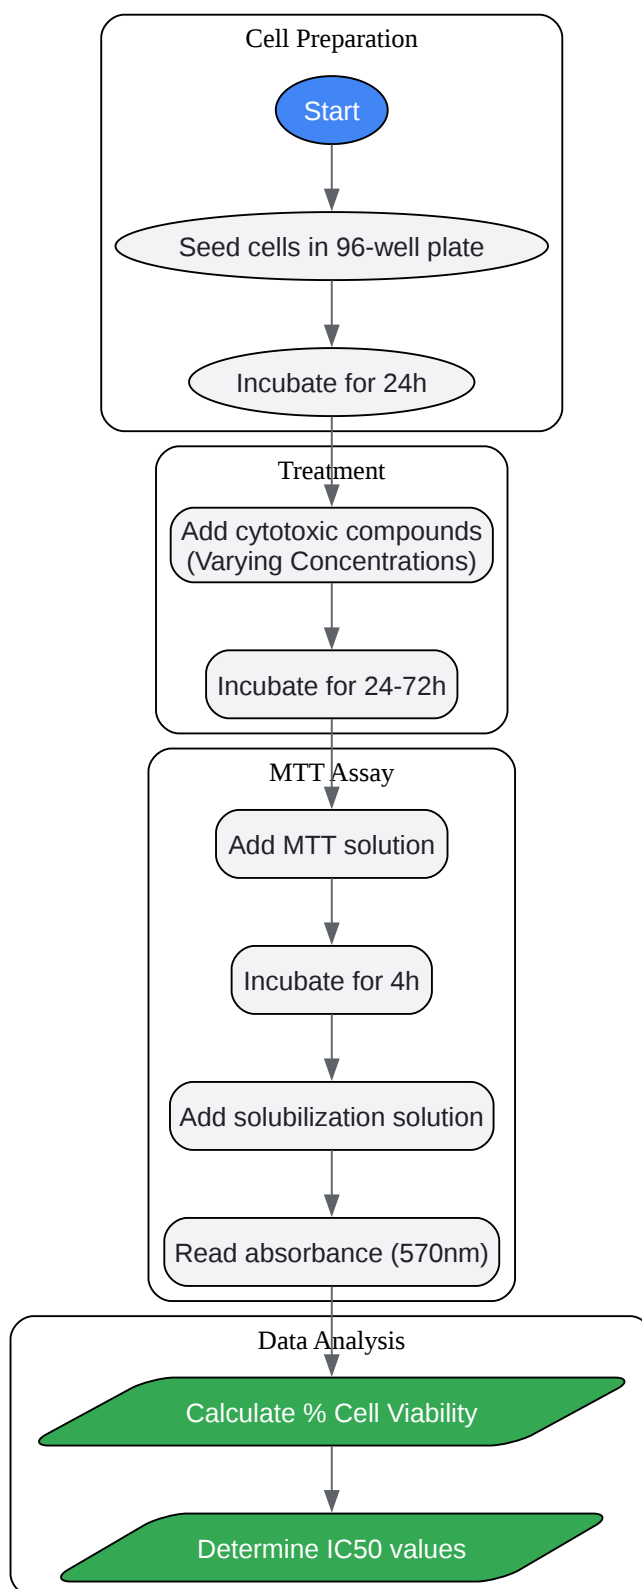 Cell Preparation
Start
Seed cells in 96-well plate
Incubate for 24h
Treatment
Add cytotoxic compounds
(Varying Concentrations)
Incubate for 24-72h
MTT Assay
Add MTT solution
Incubate for 4h
Add solubilization solution
Read absorbance (570nm)
Data Analysis
Calculate % Cell Viability
Determine IC50 values